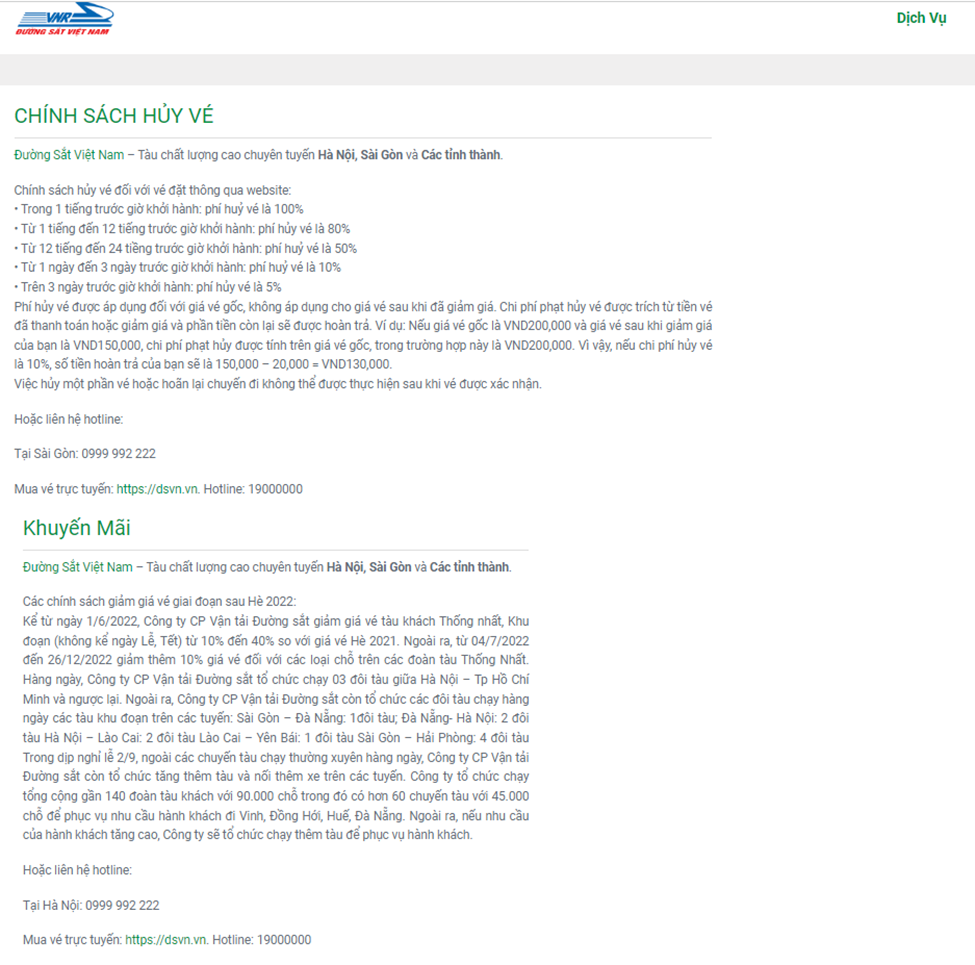 VNR
ĐƯỜNG SẮT VIỆT NAM
Dịch Vụ
CHÍNH SÁCH HỦY VÉ
Đường Sắt Việt Nam – Tàu chất lượng cao chuyên tuyến Hà Nội, Sài Gòn và Các tỉnh thành.
Chính sách hủy vé đối với vé đặt thông qua website:
• Trong 1 tiếng trước giờ khởi hành: phí huỷ vé là 100%
• Từ 1 tiếng đến 12 tiếng trước giờ khởi hành: phí hủy vé là 80%
• Từ 12 tiếng đến 24 tiềng trước giờ khởi hành: phí huỷ vé là 50%
• Từ 1 ngày đến 3 ngày trước giờ khởi hành: phí huỷ vé là 10%
• Trên 3 ngày trước giờ khởi hành: phí hủy vé là 5%
Phí hủy vé được áp dụng đối với giá vé gốc, không áp dụng cho giá vé sau khi đã giảm giá. Chi phí phạt hủy vé được trích từ tiền vé
đã thanh toán hoặc giảm giá và phần tiền còn lại sẽ được hoàn trả. Ví dụ: Nếu giá vé gốc là VND200,000 và giá vé sau khi giảm giá
của bạn là VND150,000, chi phí phạt hủy được tính trên giá vé gốc, trong trường hợp này là VND200,000. Vì vậy, nếu chi phí hủy vé
là 10%, số tiền hoàn trả của bạn sẽ là 150,000 – 20,000 = VND130,000.
Việc hủy một phần vé hoặc hoãn lại chuyến đi không thể được thực hiện sau khi vé được xác nhận.
Hoặc liên hệ hotline:
Tại Sài Gòn: 0999 992 222
Mua vé trực tuyến: https://dsvn.vn. Hotline: 19000000
Khuyến Mãi
Đường Sắt Việt Nam – Tàu chất lượng cao chuyên tuyến Hà Nội, Sài Gòn và Các tỉnh thành.
Các chính sách giảm giá vé giai đoạn sau Hè 2022:
Kể từ ngày 1/6/2022, Công ty CP Vận tải Đường sắt giảm giá vé tàu khách Thống nhất, Khu
đoạn (không kể ngày Lễ, Tết) từ 10% đến 40% so với giá vé Hè 2021. Ngoài ra, từ 04/7/2022
đến 26/12/2022 giảm thêm 10% giá vé đối với các loại chỗ trên các đoàn tàu Thống Nhất.
Hàng ngày, Công ty CP Vận tải Đường sắt tổ chức chạy 03 đôi tàu giữa Hà Nội – Tp Hồ Chí
Minh và ngược lại. Ngoài ra, Công ty CP Vận tải Đường sắt còn tổ chức các đôi tàu chạy hàng
ngày các tàu khu đoạn trên các tuyến: Sài Gòn – Đà Nẵng: 1đôi tàu; Đà Nẵng- Hà Nội: 2 đôi
tàu Hà Nội – Lào Cai: 2 đôi tàu Lào Cai – Yên Bái: 1 đôi tàu Sài Gòn – Hải Phòng: 4 đôi tàu
Trong dịp nghỉ lễ 2/9, ngoài các chuyến tàu chạy thường xuyên hàng ngày, Công ty CP Vận tải
Đường sắt còn tổ chức tăng thêm tàu và nối thêm xe trên các tuyến. Công ty tổ chức chạy
tổng cộng gần 140 đoàn tàu khách với 90.000 chỗ trong đó có hơn 60 chuyến tàu với 45.000
chỗ để phục vụ nhu cầu hành khách đi Vinh, Đồng Hới, Huế, Đà Nẵng. Ngoài ra, nếu nhu cầu
của hành khách tăng cao, Công ty sẽ tổ chức chạy thêm tàu để phục vụ hành khách.
Hoặc liên hệ hotline:
Tại Hà Nội: 0999 992 222
Mua vé trực tuyến: https://dsvn.vn. Hotline: 19000000